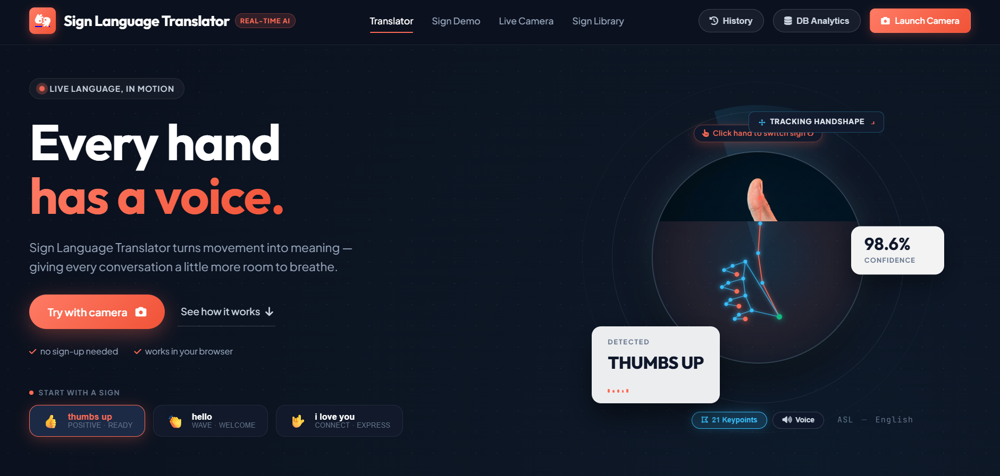 Sign Language Translator
REAL-TIME AI
Translator
Sign Demo
Live Camera
Sign Library
History
DB Analytics
Launch Camera
LIVE LANGUAGE, IN MOTION
Every hand
has a voice.
Sign Language Translator turns movement into meaning —
giving every conversation a little more room to breathe.
Try with camera
See how it works
no sign-up needed
works in your browser
START WITH A SIGN
thumbs up
POSITIVE · READY
hello
WAVE · WELCOME
i love you
CONNECT · EXPRESS
TRACKING HANDSHAPE
Click hand to switch sign
98.6%
CONFIDENCE
DETECTED
THUMBS UP
21 Keypoints
Voice
ASL — English